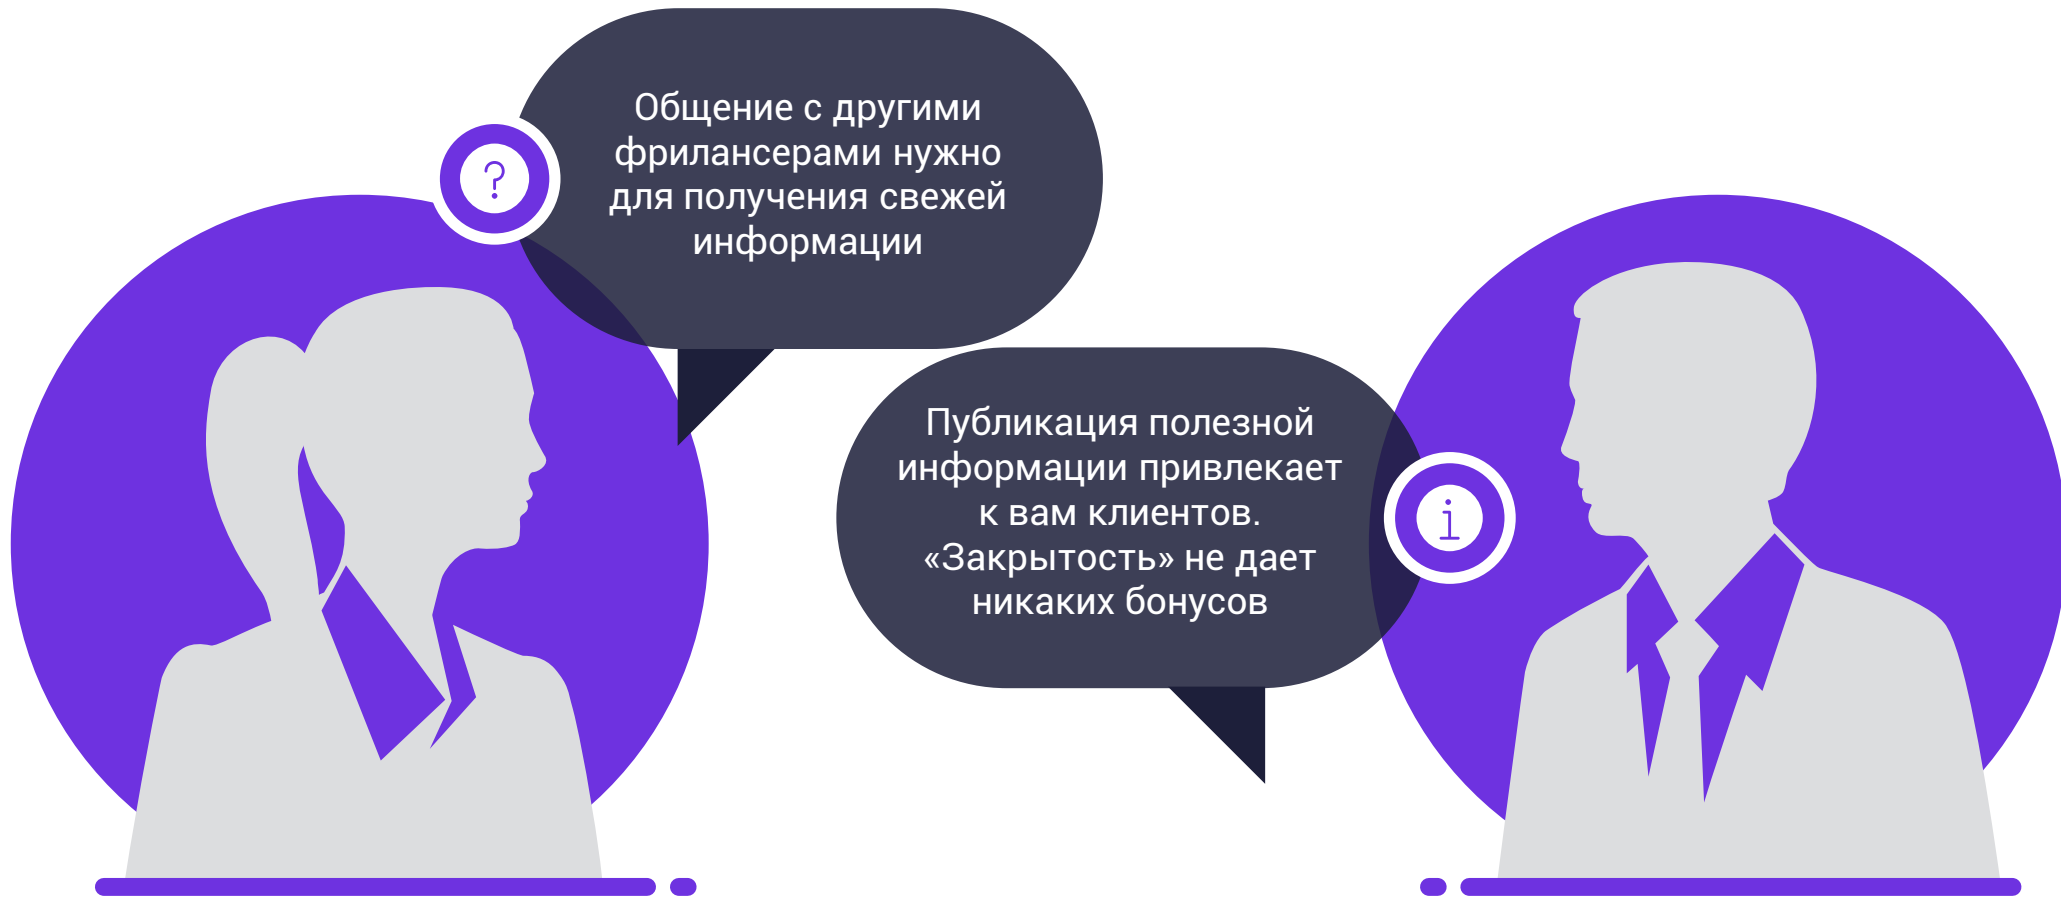 Общение с другими
фрилансерами нужно
для получения свежей
информации
?
Публикация полезной
информации привлекает
к вам клиентов.
«Закрытость» не дает
никаких бонусов
i